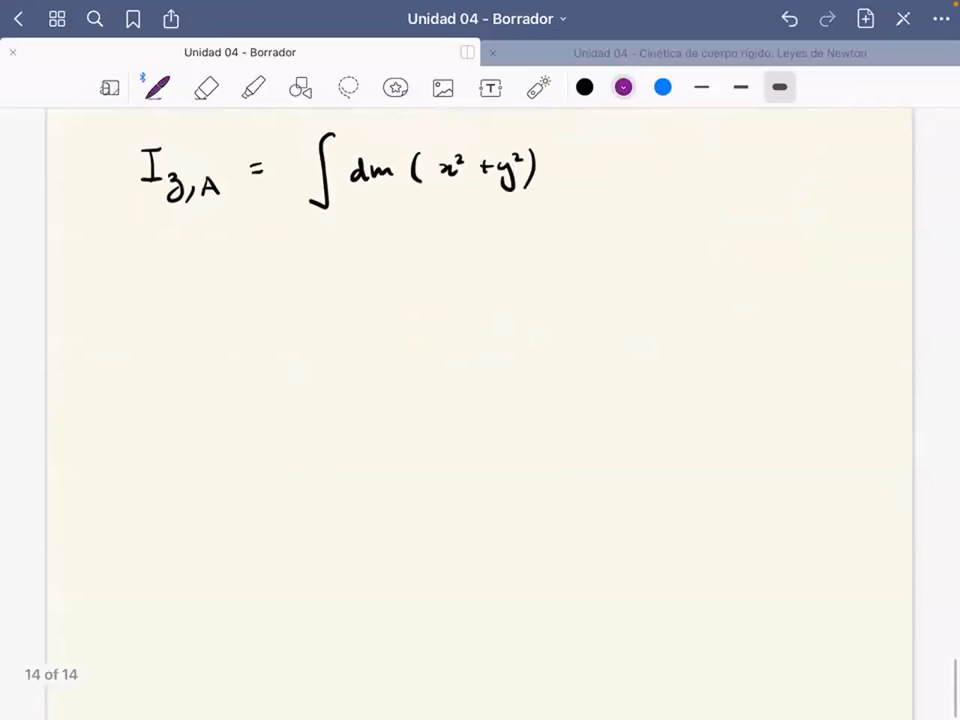 Unidad 04 - Borrador
Unidad 04 - Borrador
Unidad 04 - Cinética de cuerpo rígido. Leyes de Newton
T
I_{z,A} = ∫ dm ( x² + y² )
14 of 14